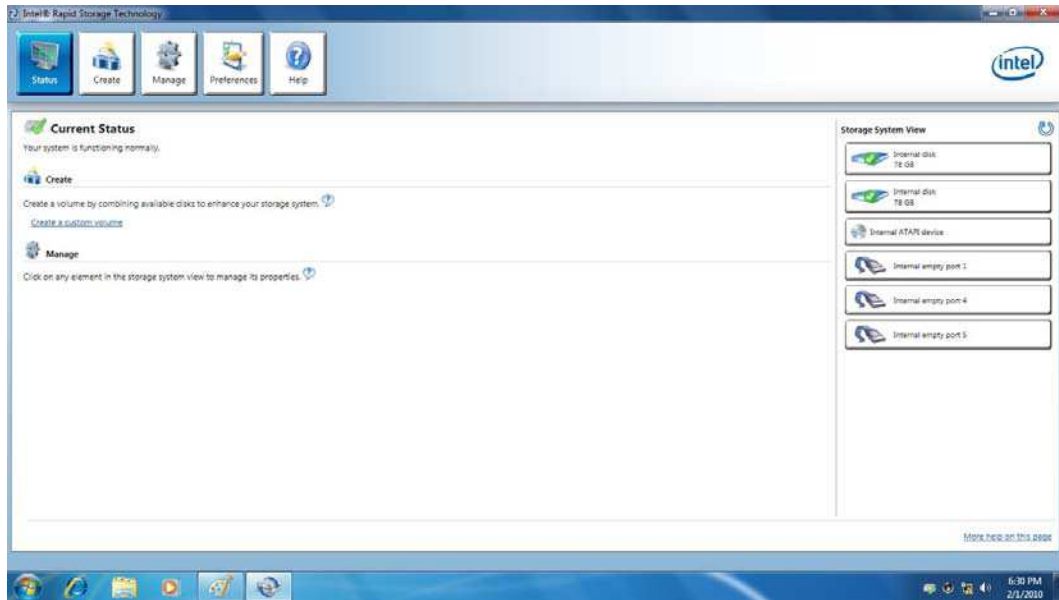 Intel® Rapid Storage Technology
Status
Create
Manage
Preferences
Help
intel
Current Status
Your system is functioning normally.
Create
Create a volume by combining available disks to enhance your storage system.
Create a custom volume
Manage
Click on any element in the storage system view to manage its properties.
Storage System View
Internal disk
78 GB
Internal disk
78 GB
Internal ATAPI device
Internal empty port 1
Internal empty port 4
Internal empty port 5
More help on this page
6:30 PM
2/1/2010